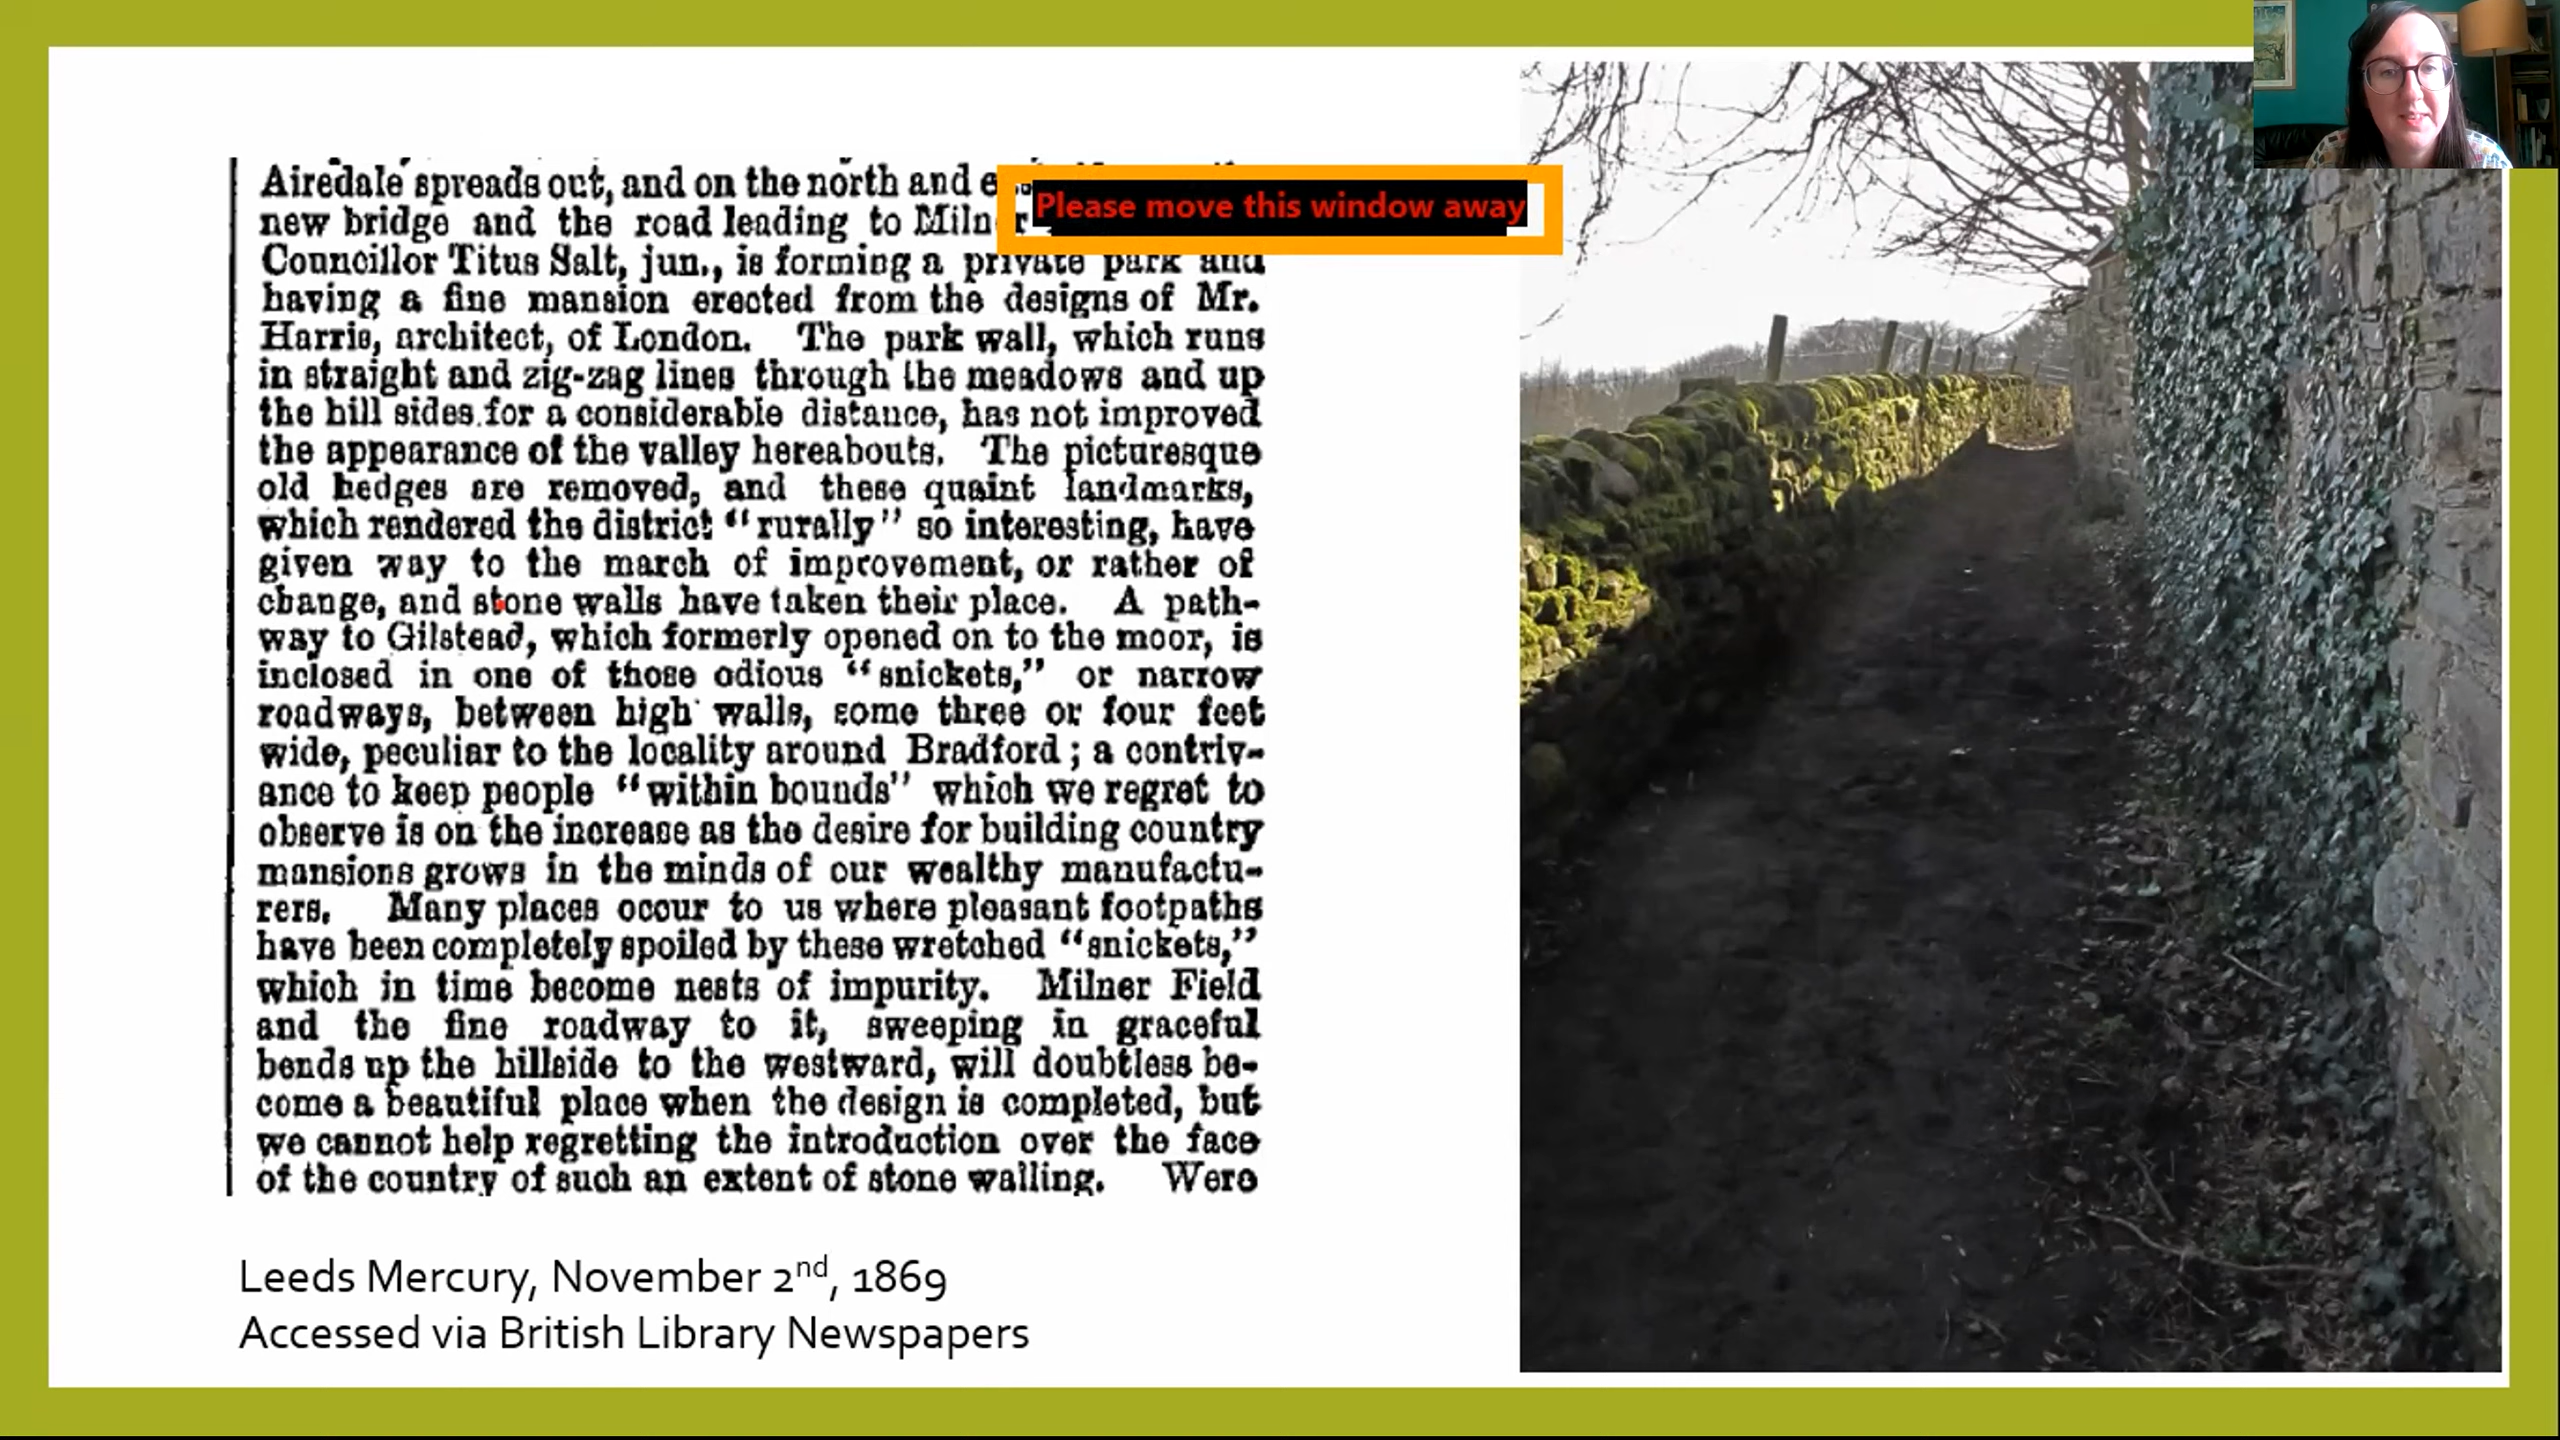 Airedale spreads out, and on the north and
new bridge and the road leading to Milner
Councillor Titus Salt, jun., is forming a private park and
having a fine mansion erected from the designs of Mr.
Harris, architect, of London. The park wall, which runs
in straight and zig-zag lines through the meadows and up
the hill sides for a considerable distance, has not improved
the appearance of the valley hereabouts. The picturesque
old hedges are removed, and these quaint landmarks,
which rendered the district "rurally" so interesting, have
given way to the march of improvement, or rather of
change, and stone walls have taken their place. A path-
way to Gilstead, which formerly opened on to the moor, is
inclosed in one of those odious "snickets," or narrow
roadways, between high walls, some three or four feet
wide, peculiar to the locality around Bradford; a contriv-
ance to keep people "within bounds" which we regret to
observe is on the increase as the desire for building country
mansions grows in the minds of our wealthy manufactu-
rers. Many places occur to us where pleasant footpaths
have been completely spoiled by these wretched "snickets,"
which in time become nests of impurity. Milner Field
and the fine roadway to it, sweeping in graceful
bends up the hillside to the westward, will doubtless be-
come a beautiful place when the design is completed, but
we cannot help regretting the introduction over the face
of the country of such an extent of stone walling. Were
Please move this window away
Leeds Mercury, November 2nd, 1869
Accessed via British Library Newspapers